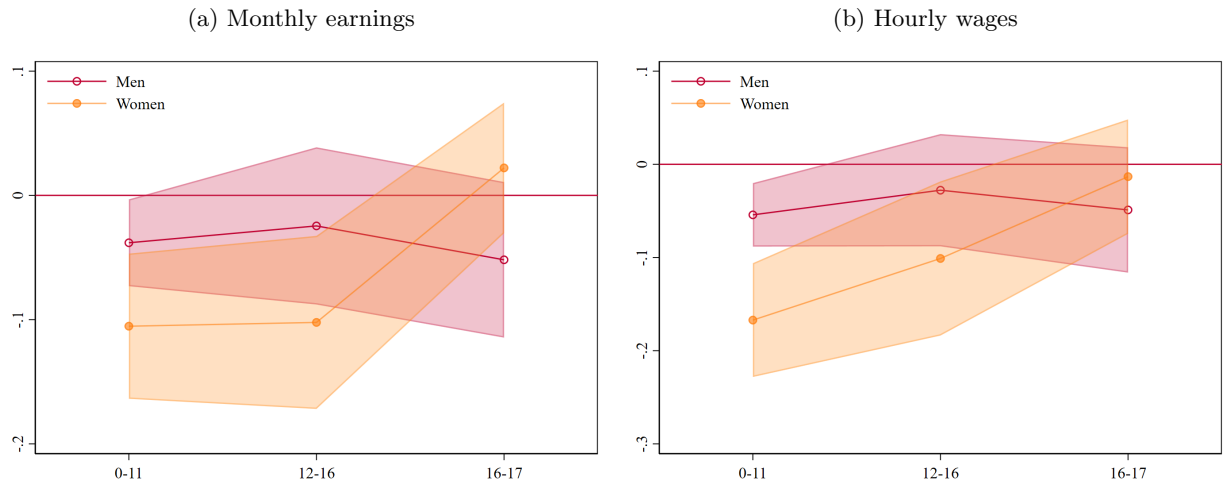 (a) Monthly earnings
Men
Women
.1
0
-.1
-.2
0-11
12-16
16-17
(b) Hourly wages
Men
Women
.1
0
-.1
-.2
-.3
0-11
12-16
16-17